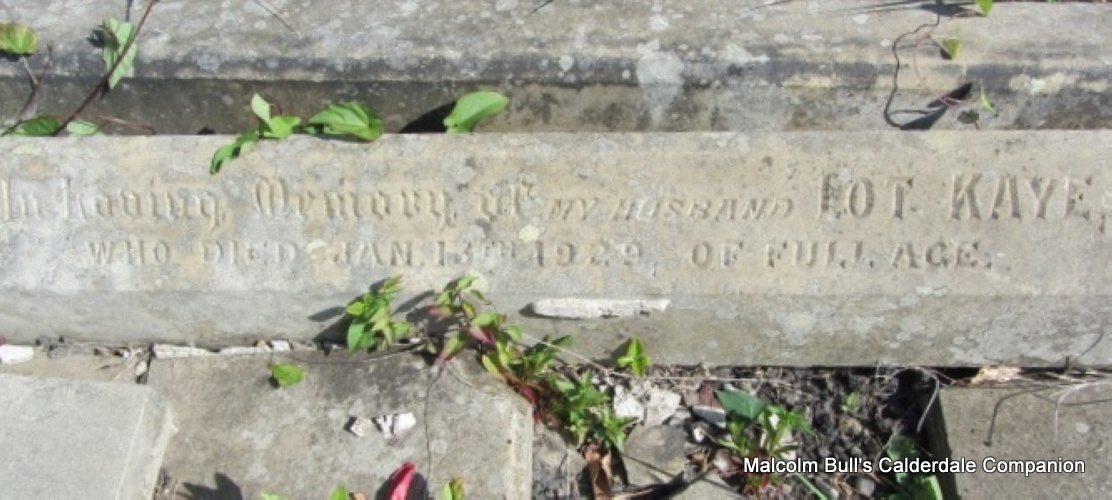 In Loving Memory of MY HUSBAND LOT KAYE,
WHO DIED JAN. 13TH 1929, OF FULL AGE.
Malcolm Bull's Calderdale Companion